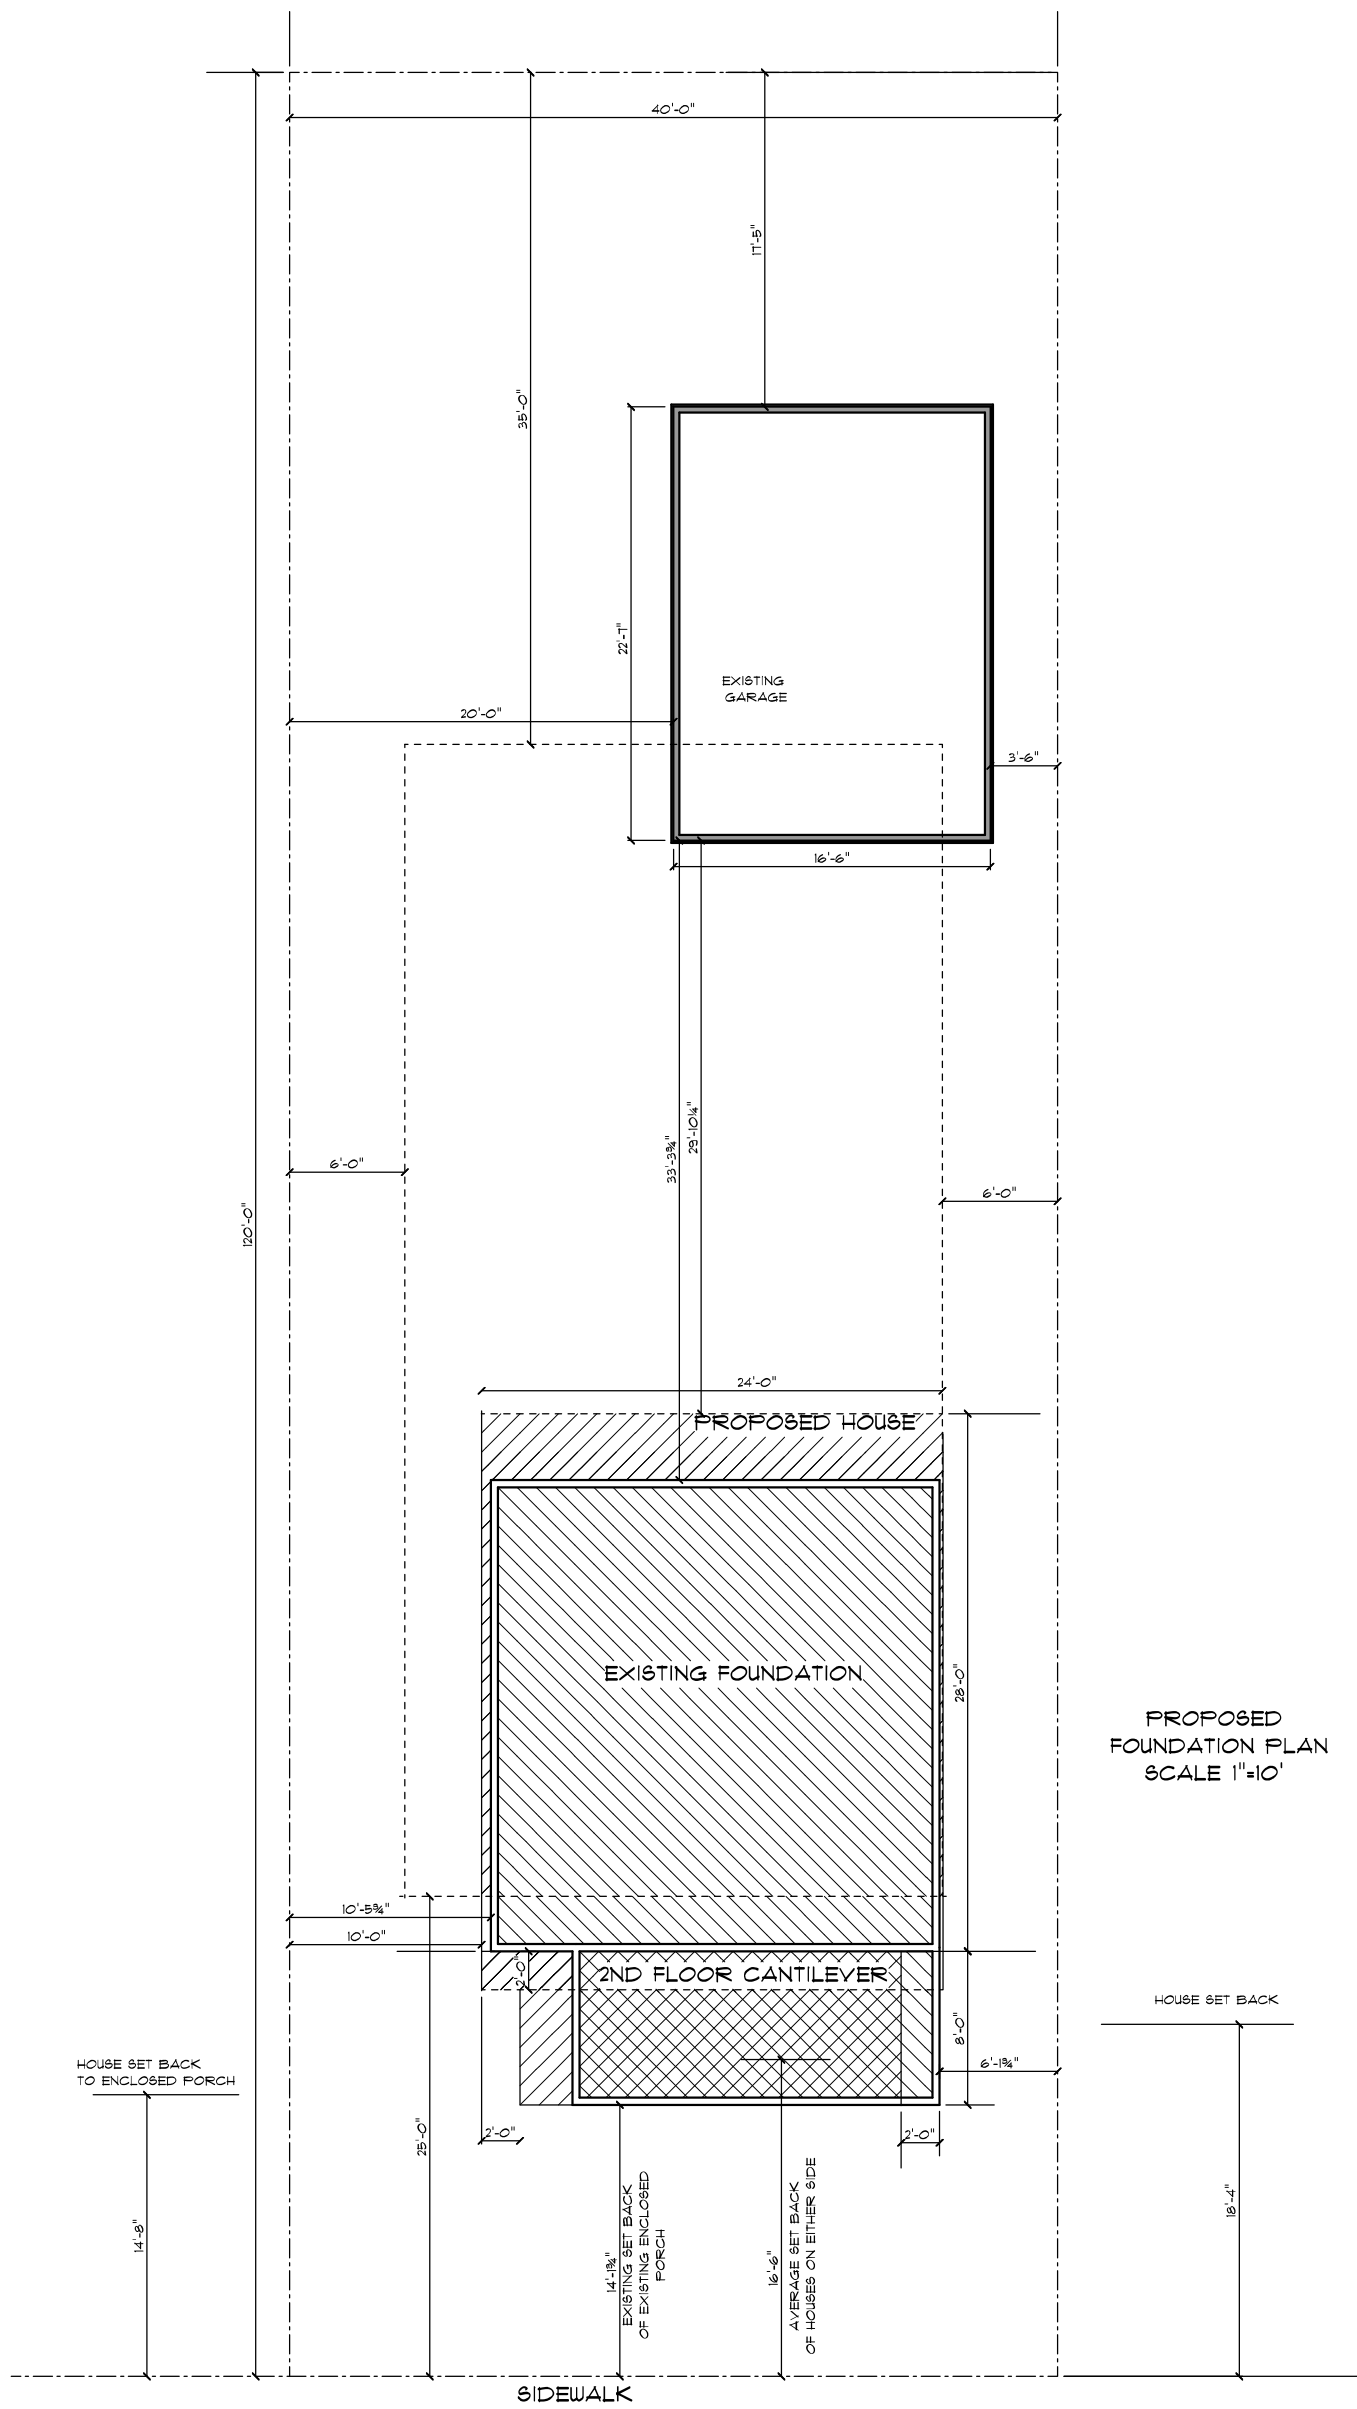 40'-0"
17'-5"
35'-0"
22'-7"
EXISTING
GARAGE
20'-0"
3'-6"
16'-6"
33'-3¾"
29'-10¼"
6'-0"
6'-0"
120'-0"
24'-0"
PROPOSED HOUSE
EXISTING FOUNDATION
28'-0"
PROPOSED
FOUNDATION PLAN
SCALE 1"=10'
10'-5¾"
10'-0"
2'-0"
2ND FLOOR CANTILEVER
8'-0"
HOUSE SET BACK
6'-1¾"
HOUSE SET BACK
TO ENCLOSED PORCH
2'-0"
2'-0"
25'-0"
14'-8"
14'-1¾"
EXISTING SET BACK
OF EXISTING ENCLOSED
PORCH
16'-6"
AVERAGE SET BACK
OF HOUSES ON EITHER SIDE
18'-4"
SIDEWALK